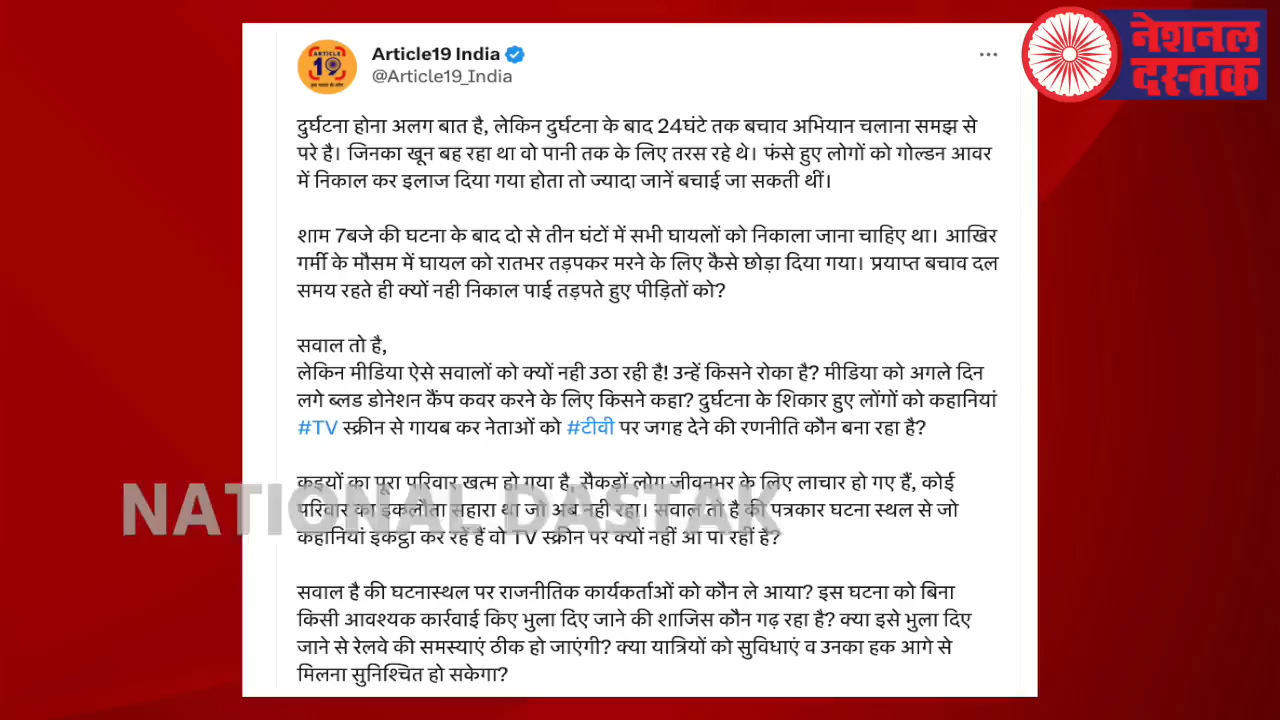 Article19 India
@Article19_India
नेशनल
दस्तक
ARTICLE
19
दुर्घटना होना अलग बात है, लेकिन दुर्घटना के बाद 24घंटे तक बचाव अभियान चलाना समझ से
परे है। जिनका खून बह रहा था वो पानी तक के लिए तरस रहे थे। फंसे हुए लोगों को गोल्डन आवर
में निकाल कर इलाज दिया गया होता तो ज्यादा जानें बचाई जा सकती थीं।
शाम 7बजे की घटना के बाद दो से तीन घंटों में सभी घायलों को निकाला जाना चाहिए था। आखिर
गर्मी के मौसम में घायल को रातभर तड़पकर मरने के लिए कैसे छोड़ा दिया गया। प्रयाप्त बचाव दल
समय रहते ही क्यों नही निकाल पाई तड़पते हुए पीड़ितों को?
सवाल तो है,
लेकिन मीडिया ऐसे सवालों को क्यों नही उठा रही है! उन्हें किसने रोका है? मीडिया को अगले दिन
लगे ब्लड डोनेशन कैंप कवर करने के लिए किसने कहा? दुर्घटना के शिकार हुए लोंगों को कहानियां
#TV स्क्रीन से गायब कर नेताओं को #टीवी पर जगह देने की रणनीति कौन बना रहा है?
कइयों का पूरा परिवार खत्म हो गया है, सैकड़ों लोग जीवनभर के लिए लाचार हो गए हैं, कोई
परिवार का इकलौता सहारा था जो अब नही रहा। सवाल तो है की पत्रकार घटना स्थल से जो
कहानियां इकट्ठा कर रहें हैं वो TV स्क्रीन पर क्यों नहीं आ पा रहीं है?
NATIONAL DASTAK
सवाल है की घटनास्थल पर राजनीतिक कार्यकर्ताओं को कौन ले आया? इस घटना को बिना
किसी आवश्यक कार्रवाई किए भुला दिए जाने की शाजिस कौन गढ़ रहा है? क्या इसे भुला दिए
जाने से रेलवे की समस्याएं ठीक हो जाएंगी? क्या यात्रियों को सुविधाएं व उनका हक आगे से
मिलना सुनिश्चित हो सकेगा?